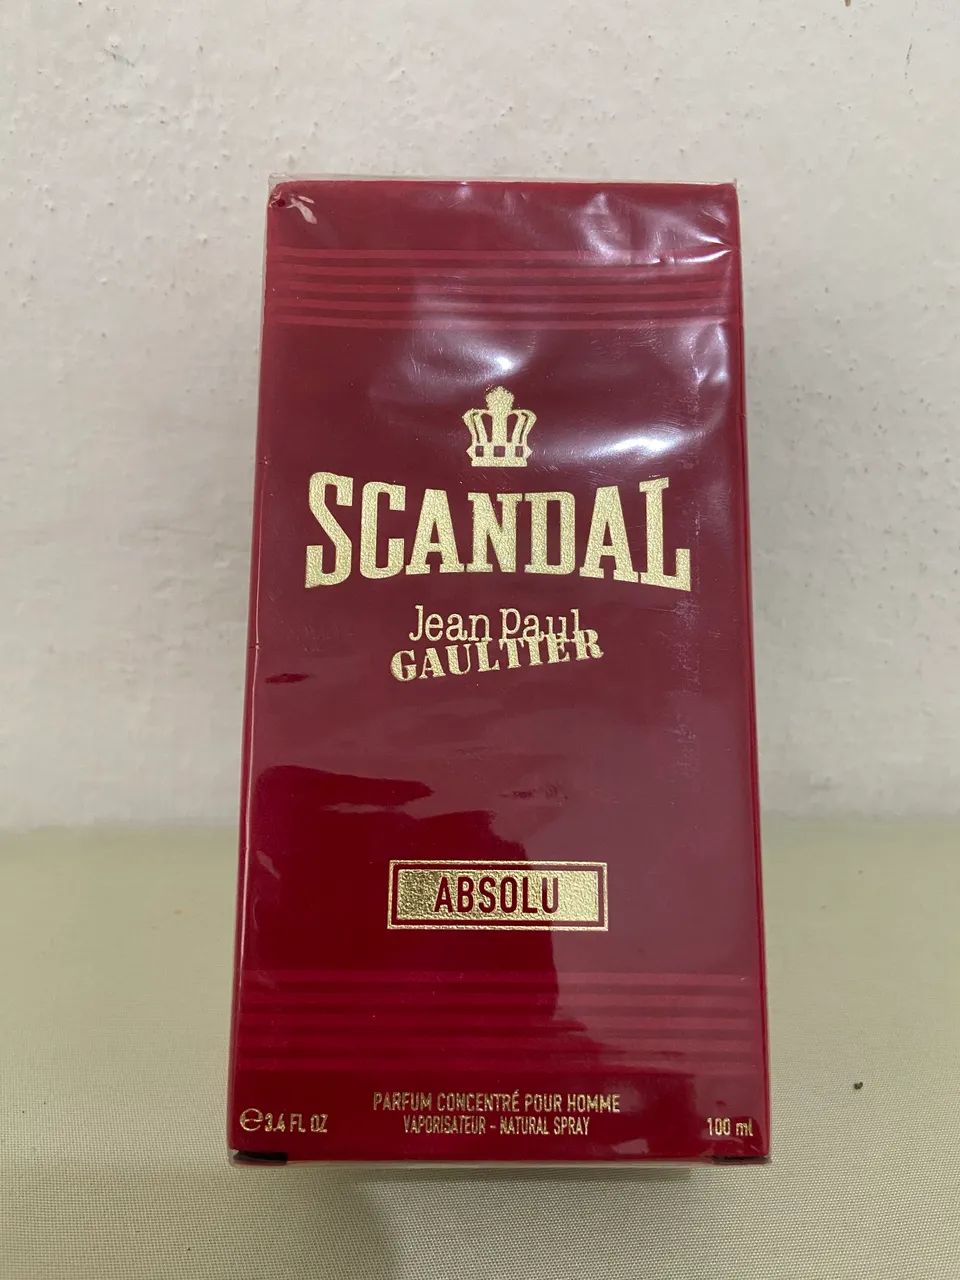 SCANDAL
Jean Paul
GAULTIER
ABSOLU
PARFUM CONCENTRÉ POUR HOMME
VAPORISATEUR - NATURAL SPRAY
℮3.4 FL OZ
100 ml